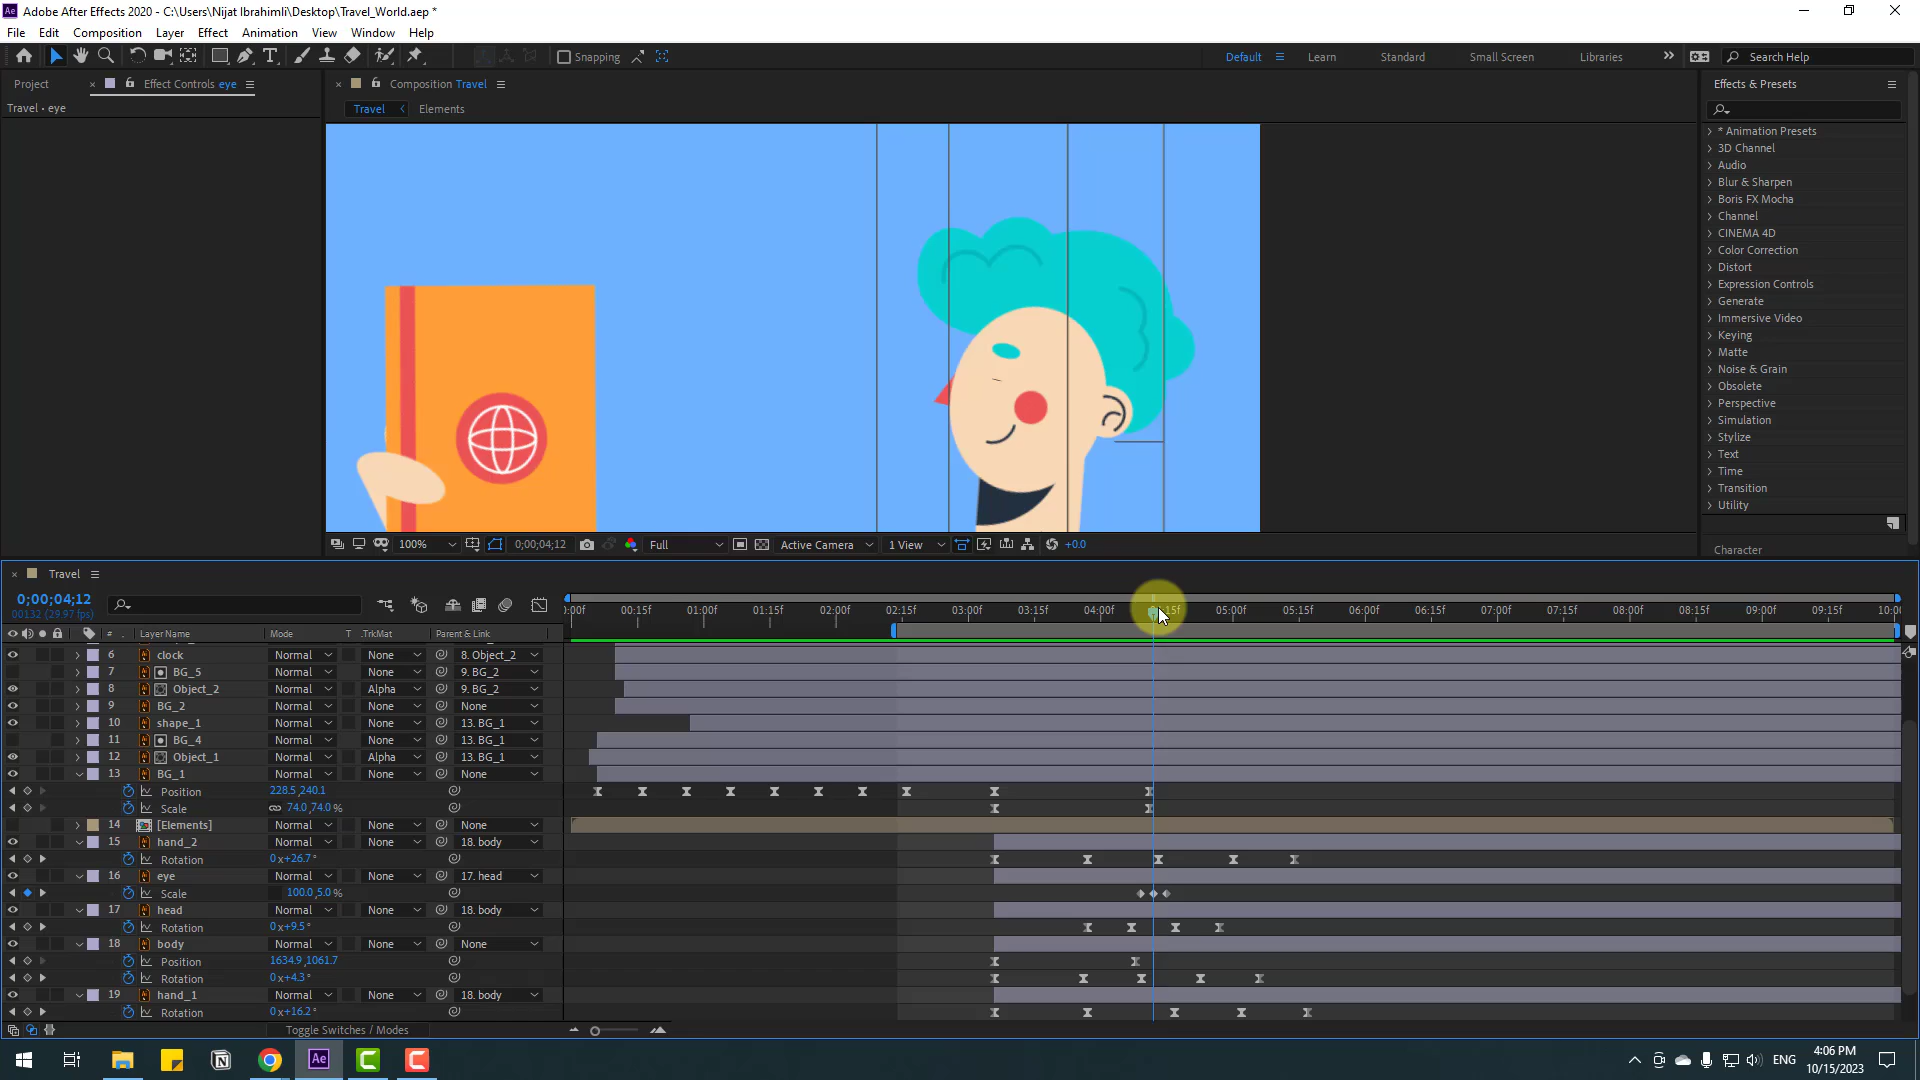 Adobe After Effects 2020 - C:\Users\Nijat Ibrahimli\Desktop\Travel_World.aep *
File Edit Composition Layer Effect Animation View Window Help
Snapping Default Learn Standard Small Screen Libraries Search Help
Project Effect Controls eye Composition Travel Effects & Presets
Travel • eye Travel Elements
* Animation Presets
3D Channel
Audio
Blur & Sharpen
Boris FX Mocha
Channel
CINEMA 4D
Color Correction
Distort
Expression Controls
Generate
Immersive Video
Keying
Matte
Noise & Grain
Obsolete
Perspective
Simulation
Stylize
Text
Time
Transition
Utility
100% 0;00;04;12 Full Active Camera 1 View +0.0
Character
Travel
0;00;04;12
00132 (29.97 fps)
:00f 00:15f 01:00f 01:15f 02:00f 02:15f 03:00f 03:15f 04:00f 05:00f 05:15f 06:00f 06:15f 07:00f 07:15f 08:00f 08:15f 09:00f 09:15f 10:00
# Layer Name Mode T .TrkMat Parent & Link
6 clock Normal None 8. Object_2
7 BG_5 Normal None 9. BG_2
8 Object_2 Normal Alpha 9. BG_2
9 BG_2 Normal None None
10 shape_1 Normal None 13. BG_1
11 BG_4 Normal None 13. BG_1
12 Object_1 Normal Alpha 13. BG_1
13 BG_1 Normal None None
Position 228.5,240.1
Scale 74.0,74.0%
14 [Elements] Normal None None
15 hand_2 Normal None 18. body
Rotation 0x+26.7°
16 eye Normal None 17. head
Scale 100.0,5.0%
17 head Normal None 18. body
Rotation 0x+9.5°
18 body Normal None None
Position 1634.9,1061.7
Rotation 0x+4.3°
19 hand_1 Normal None 18. body
Rotation 0x+16.2°
Toggle Switches / Modes
ENG 4:06 PM
10/15/2023